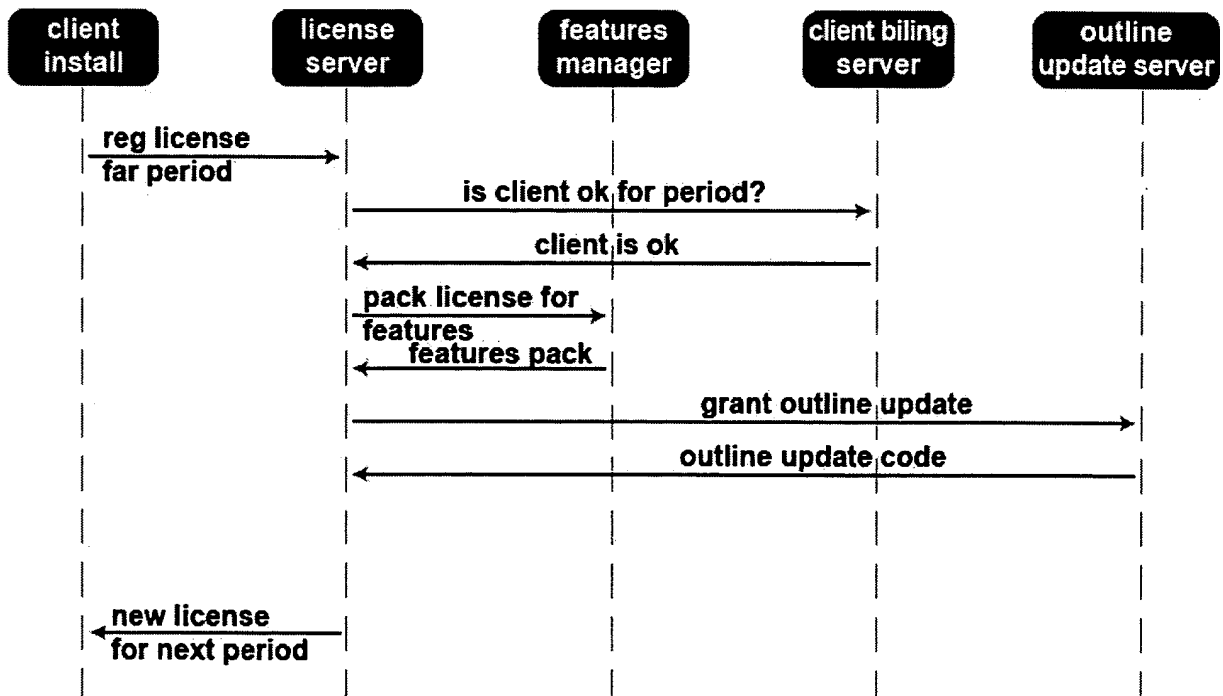 client
install
license
server
features
manager
client biling
server
outline
update server
reg license
far period
is client ok for period?
client is ok
pack license for
features
features pack
grant outline update
outline update code
new license
for next period